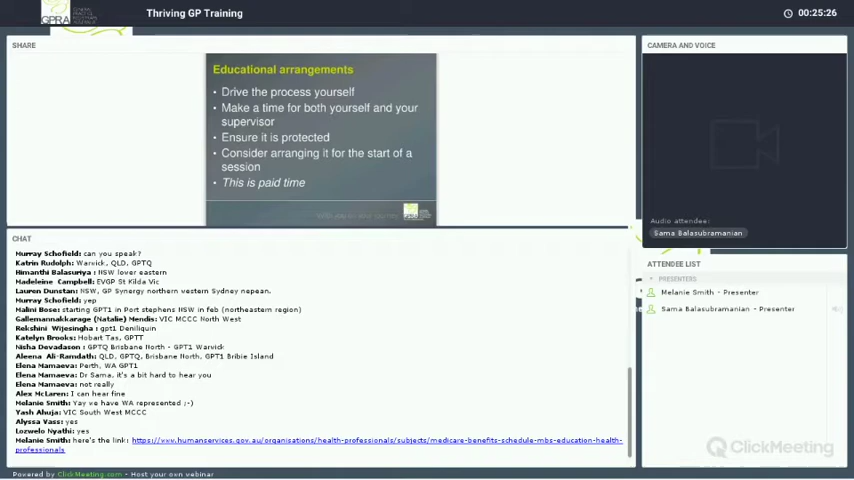 GPRA
Thriving GP Training
00:25:26
SHARE
Educational arrangements
• Drive the process yourself
• Make a time for both yourself and your
supervisor
• Ensure it is protected
• Consider arranging it for the start of a
session
• This is paid time
CAMERA AND VOICE
Audio attendee:
Sama Balasubramanian
CHAT
Murray Schofield: can you speak?
Katrin Rudolph: Warwick, QLD, GPTQ
Himanthi Balasuriya : NSW lover eastern
Madeleine Campbell: EVGP St Kilda Vic
Lauren Dunstan: NSW, GP Synergy northern vestern Sydney nepean,
Murray Schofield: yep
Malini Bose: starting GPT1 in Port stephens NSW in feb (northeastern region)
Gallemannakkarage (Natalie) Mendis: VIC MCCC North West
Rekshini Wijesingha : gpt1 Deniliquin
Katelyn Brooks: Hobart Tas, GPTT
Nisha Devadason: GPTQ Brisbane North - GPT1 Warwick
Aleena Ali-Ramdath: QLD, GPTQ, Brisbane North, GPT1 Bribie Island
Elena Mamaeva: Perth, WA GPT1
Elena Mamaeva: Dr Sama, it's a bit hard to hear you
Elena Mamaeva: not really
Alex McLaren: I can hear fine
Melanie Smith: Yay we have WA represented ;-)
Yash Ahuja: VIC South West MCCC
Alyssa Vass: yes
Lozwelo Nyathi: yes
Melanie Smith: here's the link: https://www.humanservices.gov.au/organisations/health-professionals/subjects/medicare-benefits-schedule-mbs-education-health-
professionals
ATTENDEE LIST
PRESENTERS
Melanie Smith - Presenter
Sama Balasubramanian - Presenter
ClickMeeting
Powered by ClickMeeting.com - Host your own webinar